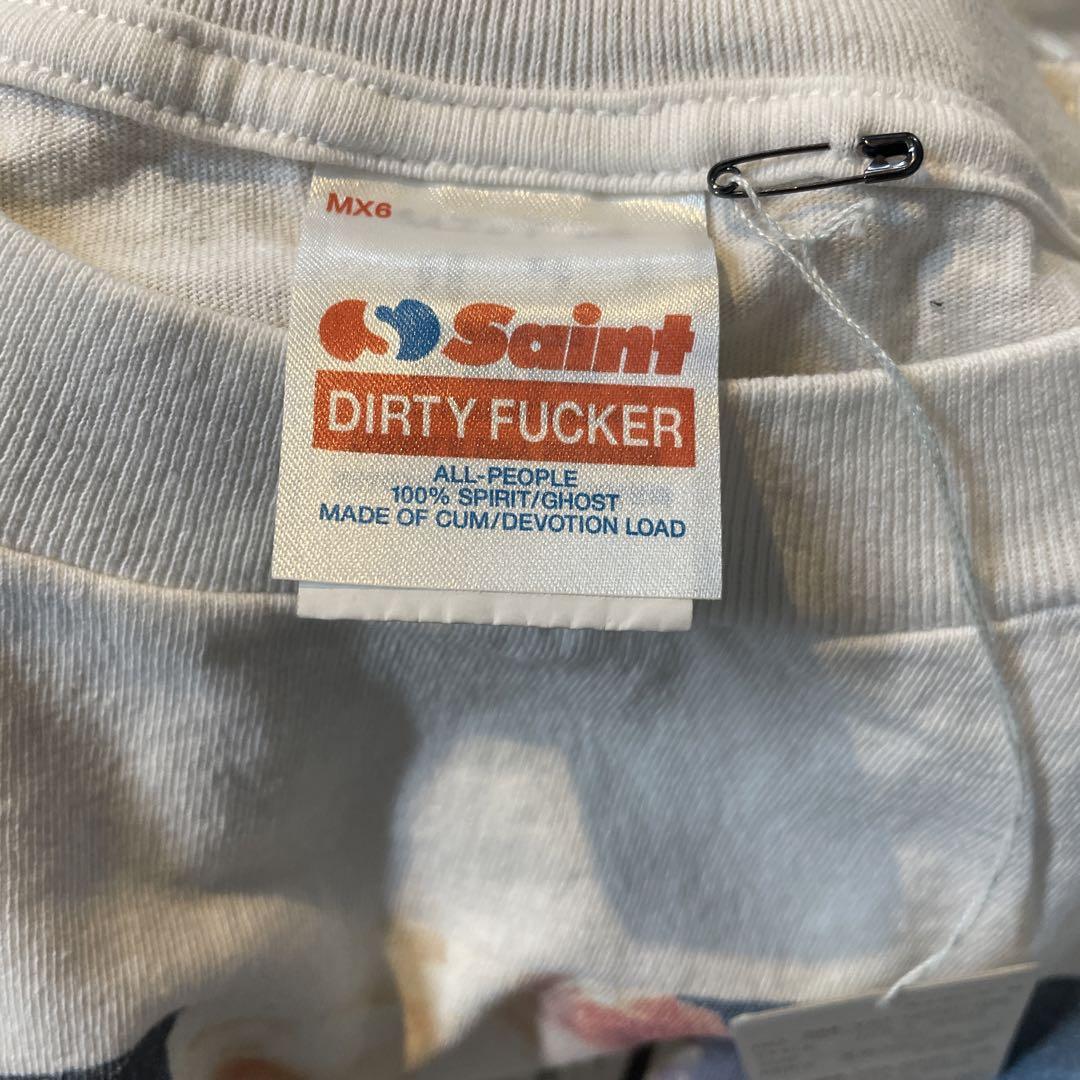 MX6
Saint
DIRTY FUCKER
ALL-PEOPLE
100% SPIRIT/GHOST
MADE OF CUM/DEVOTION LOAD